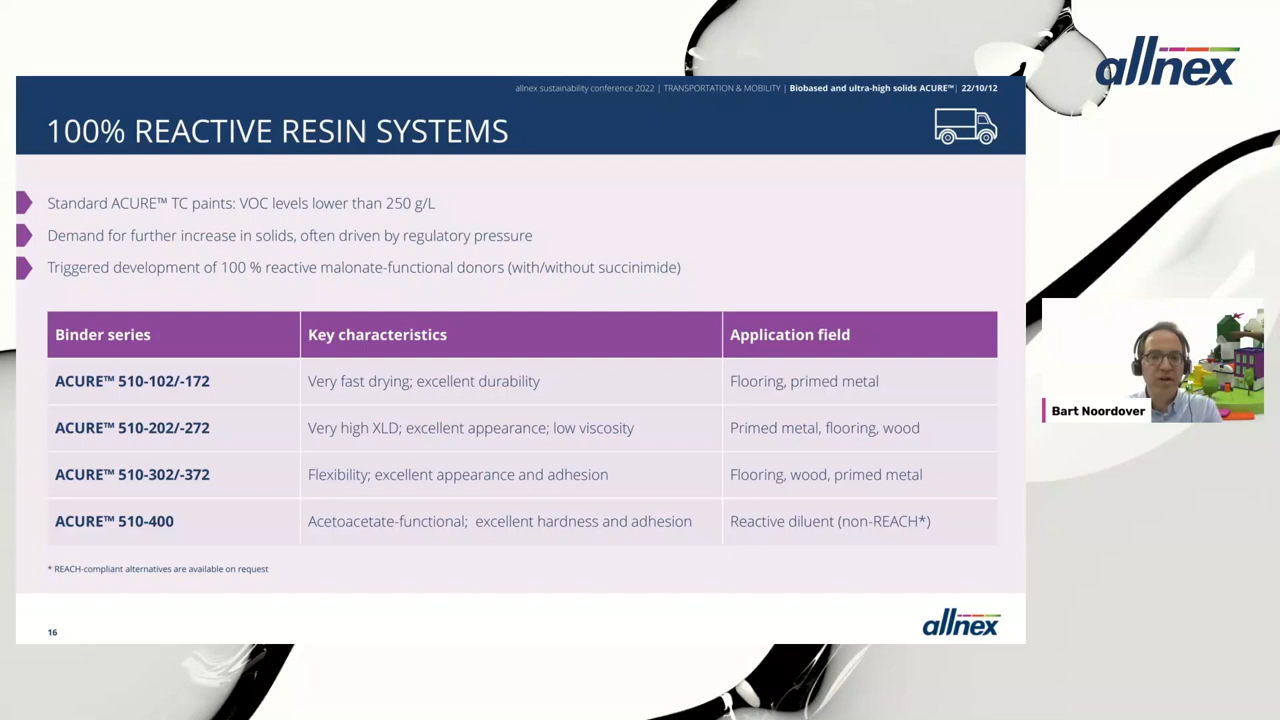 allnex
allnex sustainability conference 2022 | TRANSPORTATION & MOBILITY | Biobased and ultra-high solids ACURE™| 22/10/12
100% REACTIVE RESIN SYSTEMS
Standard ACURE™ TC paints: VOC levels lower than 250 g/L
Demand for further increase in solids, often driven by regulatory pressure
Triggered development of 100 % reactive malonate-functional donors (with/without succinimide)
Binder series Key characteristics Application field
ACURE™ 510-102/-172 Very fast drying; excellent durability Flooring, primed metal
ACURE™ 510-202/-272 Very high XLD; excellent appearance; low viscosity Primed metal, flooring, wood
ACURE™ 510-302/-372 Flexibility; excellent appearance and adhesion Flooring, wood, primed metal
ACURE™ 510-400 Acetoacetate-functional; excellent hardness and adhesion Reactive diluent (non-REACH*)
* REACH-compliant alternatives are available on request
16
allnex
Bart Noordover